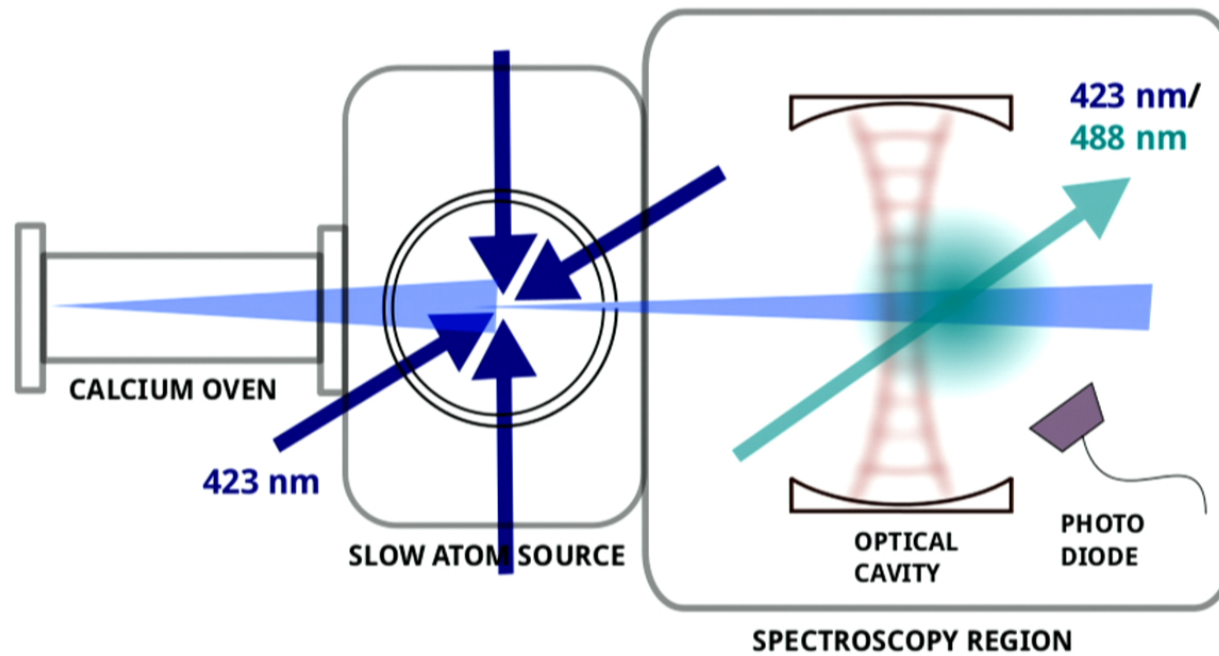 423 nm/
488 nm
CALCIUM OVEN
423 nm
SLOW ATOM SOURCE
OPTICAL
CAVITY
PHOTO
DIODE
SPECTROSCOPY REGION